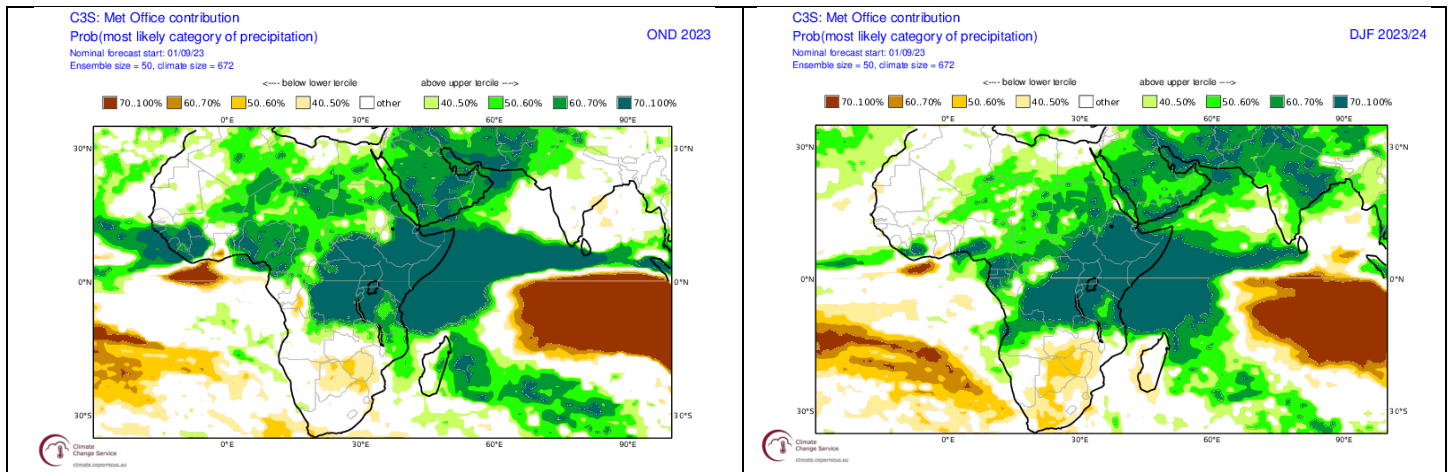 C3S: Met Office contribution
Prob(most likely category of precipitation)
OND 2023
Nominal forecast start: 01/09/23
Ensemble size = 50, climate size = 672
<---- below lower tercile
above upper tercile ---->
70..100%
60..70%
50..60%
40..50%
other
40..50%
50..60%
60..70%
70..100%
0°E
30°E
60°E
90°E
30°N
30°N
0°N
0°N
30°S
30°S
0°E
30°E
60°E
90°E
Climate
Change Service
climate.copernicus.eu
C3S: Met Office contribution
Prob(most likely category of precipitation)
DJF 2023/24
Nominal forecast start: 01/09/23
Ensemble size = 50, climate size = 672
<---- below lower tercile
above upper tercile ---->
70..100%
60..70%
50..60%
40..50%
other
40..50%
50..60%
60..70%
70..100%
0°E
30°E
60°E
90°E
30°N
30°N
0°N
0°N
30°S
30°S
0°E
30°E
60°E
90°E
Climate
Change Service
climate.copernicus.eu